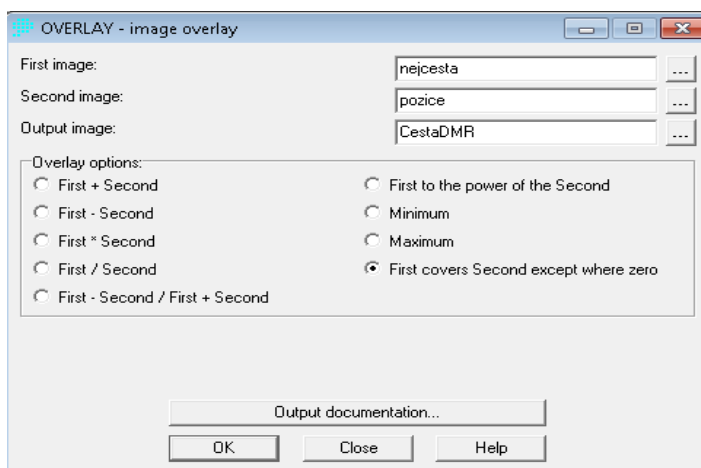 OVERLAY - image overlay
First image: nejcesta ...
Second image: pozice ...
Output image: CestaDMR ...
Overlay options:
First + Second First to the power of the Second
First - Second Minimum
First * Second Maximum
First / Second First covers Second except where zero
First - Second / First + Second
Output documentation...
OK Close Help